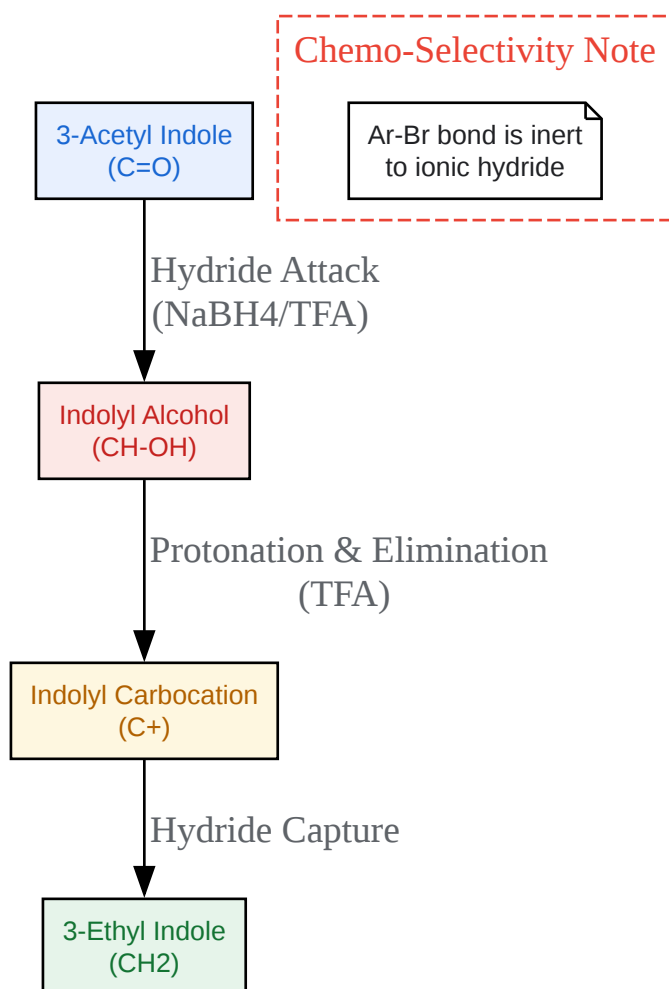 Chemo-Selectivity Note
3-Acetyl Indole
(C=O)
Ar-Br bond is inert
to ionic hydride
Hydride Attack
(NaBH4/TFA)
Indolyl Alcohol
(CH-OH)
Protonation & Elimination
(TFA)
Indolyl Carbocation
(C+)
Hydride Capture
3-Ethyl Indole
(CH2)